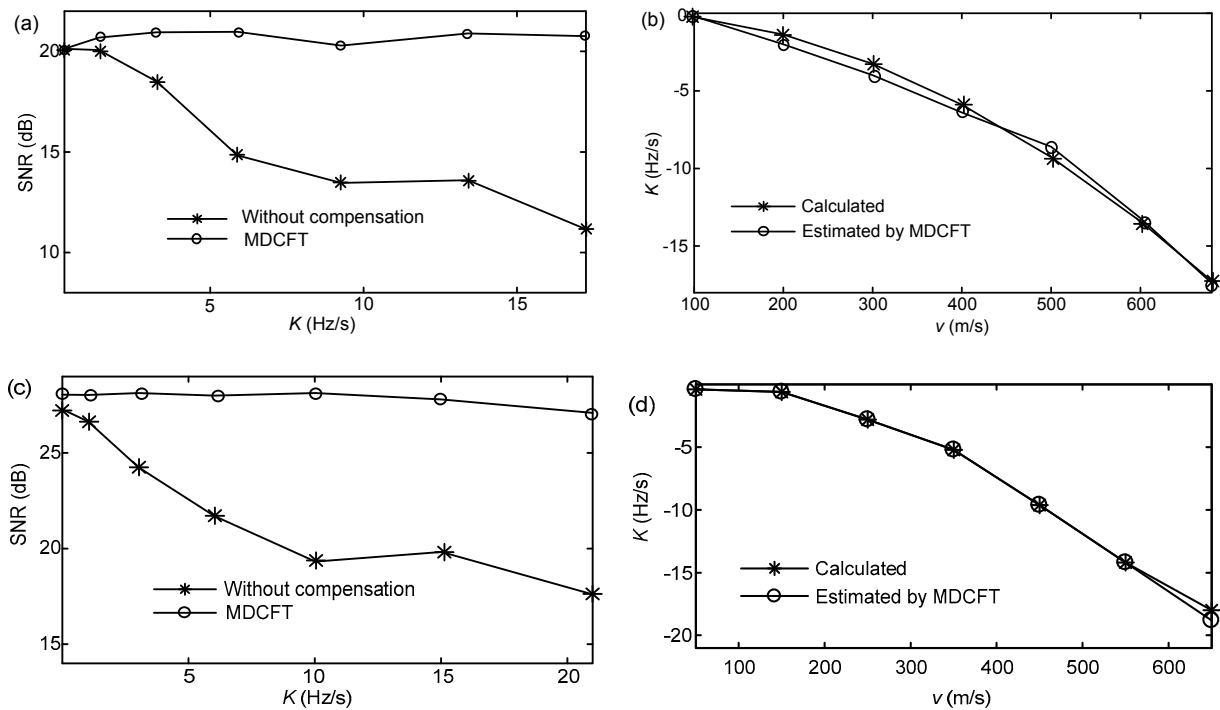 (a)
20
15
10
SNR (dB)
Without compensation
MDCFT
5 10 15
K (Hz/s)
(b)
0
-5
-10
-15
K (Hz/s)
Calculated
Estimated by MDCFT
100 200 300 400 500 600
v (m/s)
(c)
25
20
15
SNR (dB)
Without compensation
MDCFT
5 10 15 20
K (Hz/s)
(d)
-5
-10
-15
-20
K (Hz/s)
Calculated
Estimated by MDCFT
100 200 300 400 500 600
v (m/s)